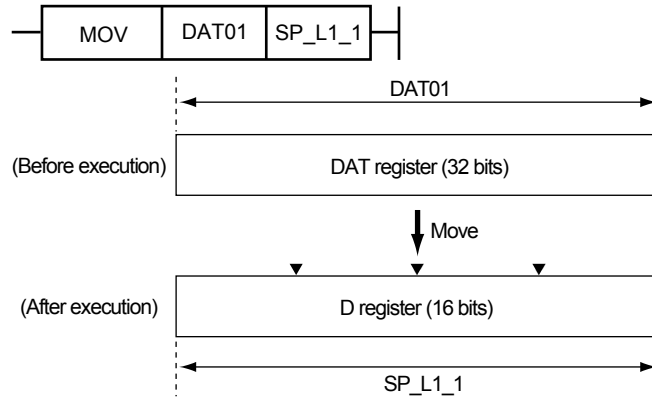 MOV DAT01 SP_L1_1
DAT01
(Before execution) DAT register (32 bits)
Move
(After execution) D register (16 bits)
SP_L1_1